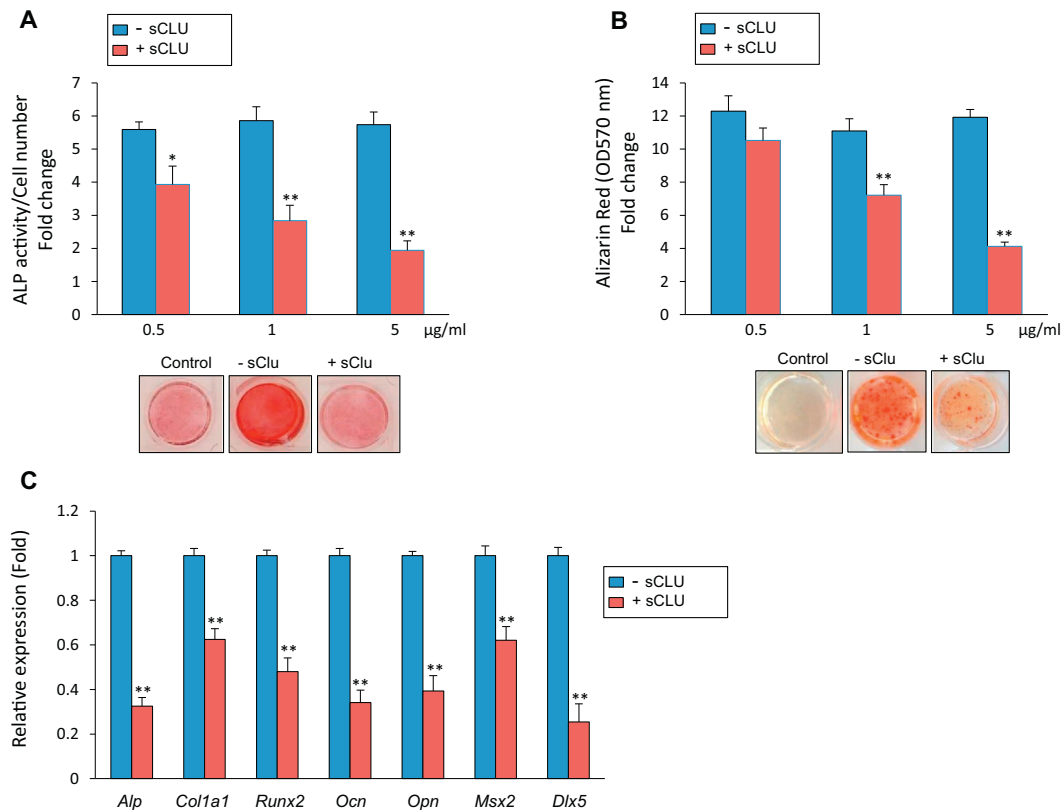 A
- sCLU
+ sCLU
ALP activity/Cell number
Fold change
7
6
5
4
3
2
1
0
*
**
**
0.5 1 5 µg/ml
Control - sClu + sClu
B
- sCLU
+ sCLU
Alizarin Red (OD570 nm)
Fold change
14
12
10
8
6
4
2
0
**
**
0.5 1 5 µg/ml
Control - sClu + sClu
C
Relative expression (Fold)
1.2
1
0.8
0.6
0.4
0.2
0
**
**
**
**
**
**
**
Alp Col1a1 Runx2 Ocn Opn Msx2 Dlx5
- sCLU
+ sCLU